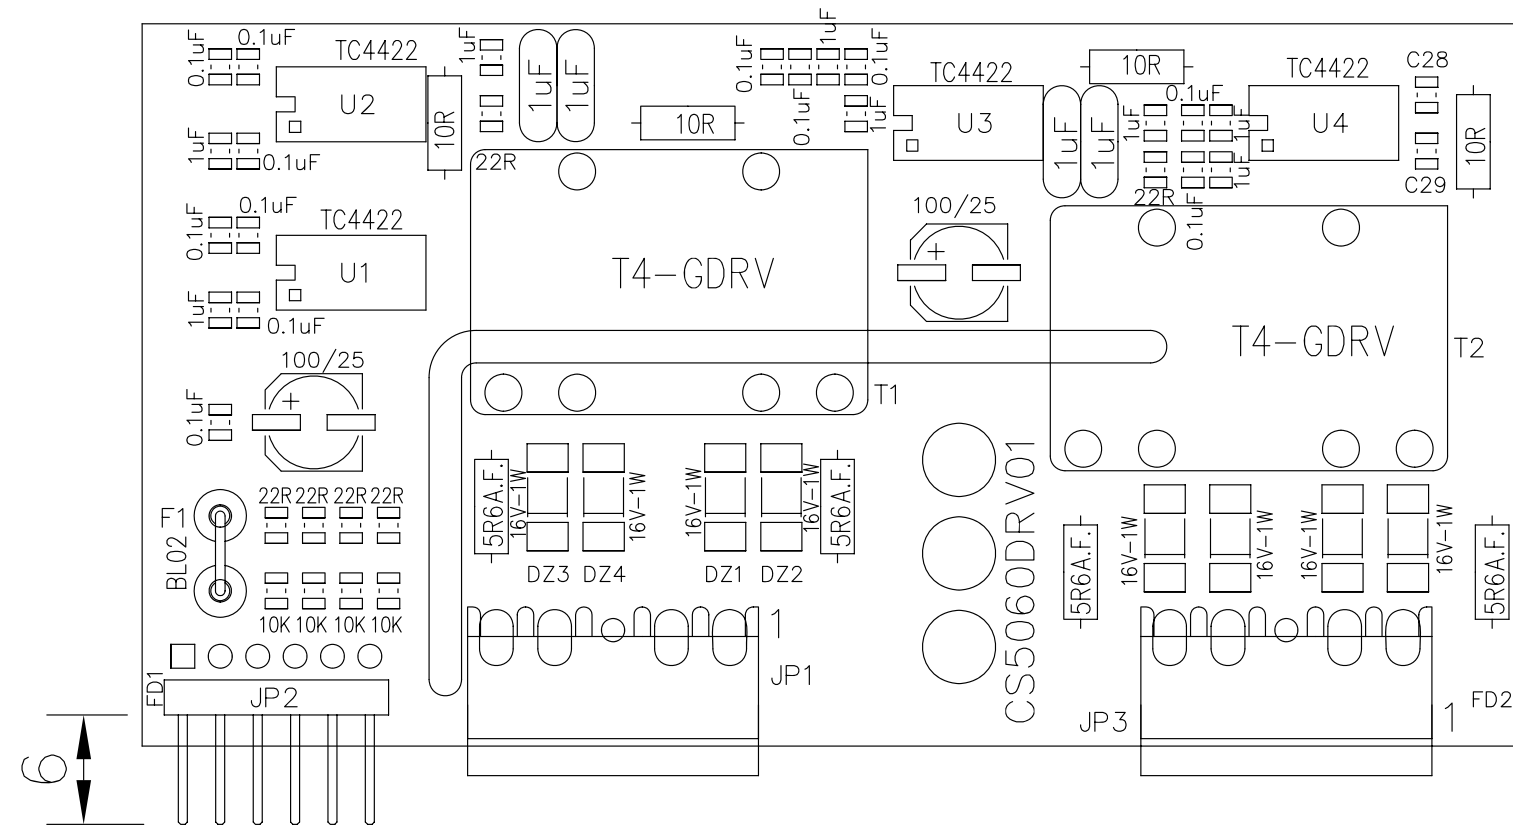 0.1uF
0.1uF
TC4422
U2
10R
1uF
1uF
1uF
22R
10R
1uF
0.1uF
0.1uF
0.1uF
0.1uF
1uF
1uF
TC4422
U3
1uF
1uF
10R
0.1uF
1uF
1uF
1uF
22R
0.1uF
TC4422
U4
C28
C29
10R
0.1uF
0.1uF
TC4422
U1
1uF
0.1uF
T4-GDRV
T1
100/25
+
T4-GDRV
T2
100/25
+
0.1uF
22R
22R
22R
22R
F1
BL02
10K
10K
10K
10K
5R6A.F.
16V-1W
16V-1W
16V-1W
16V-1W
5R6A.F.
DZ3
DZ4
DZ1
DZ2
CS5060DRV01
5R6A.F.
16V-1W
16V-1W
16V-1W
16V-1W
5R6A.F.
FD1
JP2
1
JP1
JP3
1
FD2
6